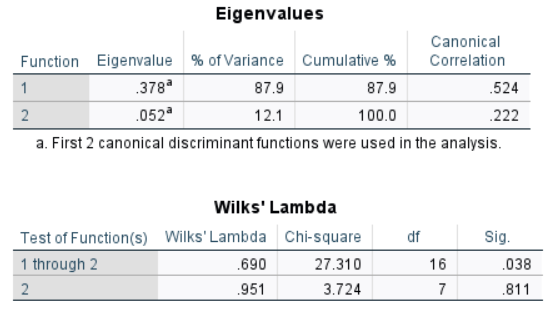 Eigenvalues
Function Eigenvalue % of Variance Cumulative % Canonical Correlation
1 .378a 87.9 87.9 .524
2 .052a 12.1 100.0 .222
a. First 2 canonical discriminant functions were used in the analysis.
Wilks' Lambda
Test of Function(s) Wilks' Lambda Chi-square df Sig.
1 through 2 .690 27.310 16 .038
2 .951 3.724 7 .811